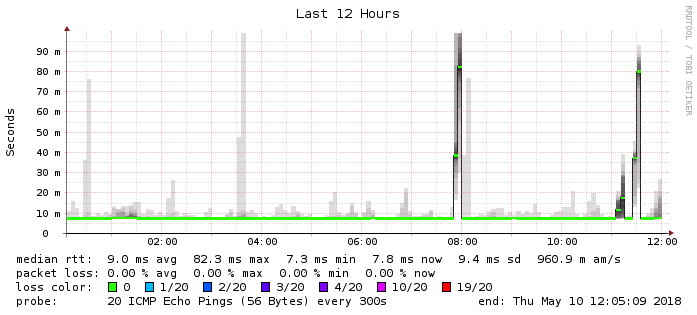 Last 12 Hours
RRDTOOL / TOBI OETIKER
Seconds
90 m
80 m
70 m
60 m
50 m
40 m
30 m
20 m
10 m
0
02:00 04:00 06:00 08:00 10:00 12:00
median rtt: 9.0 ms avg 82.3 ms max 7.3 ms min 7.8 ms now 9.4 ms sd 960.9 m am/s
packet loss: 0.00 % avg 0.00 % max 0.00 % min 0.00 % now
loss color: 0 1/20 2/20 3/20 4/20 10/20 19/20
probe: 20 ICMP Echo Pings (56 Bytes) every 300s end: Thu May 10 12:05:09 2018